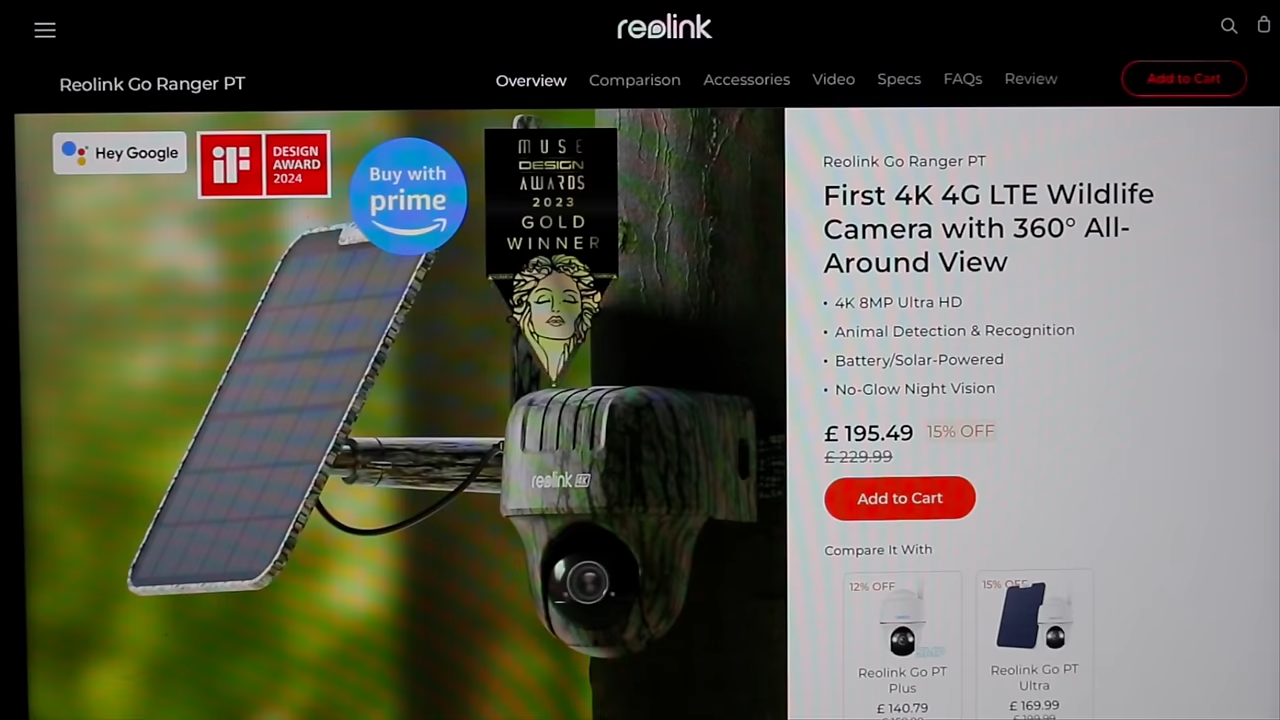 reolink
Reolink Go Ranger PT
Overview Comparison Accessories Video Specs FAQs Review
Add to Cart
Hey Google
iF
DESIGN
AWARD
2024
Buy with
prime
MUSE
DESIGN
AWARDS
2023
GOLD
WINNER
reolink 4K
Reolink Go Ranger PT
First 4K 4G LTE Wildlife
Camera with 360° All-
Around View
• 4K 8MP Ultra HD
• Animal Detection & Recognition
• Battery/Solar-Powered
• No-Glow Night Vision
£ 195.49 15% OFF
£ 229.99
Add to Cart
Compare It With
12% OFF
Reolink Go PT
Plus
£ 140.79
15% OFF
Reolink Go PT
Ultra
£ 169.99
£ 199.99